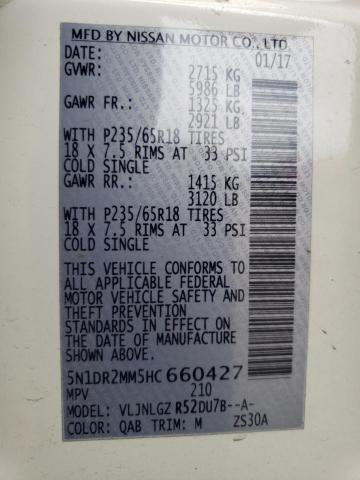 MFD BY NISSAN MOTOR CO., LTD.
DATE: 01/17
GVWR: 2715 KG
5986 LB
GAWR FR.: 1325 KG
2921 LB
WITH P235/65R18 TIRES
18 X 7.5 RIMS AT 33 PSI
COLD SINGLE
GAWR RR.: 1415 KG
3120 LB
WITH P235/65R18 TIRES
18 X 7.5 RIMS AT 33 PSI
COLD SINGLE
THIS VEHICLE CONFORMS TO
ALL APPLICABLE FEDERAL
MOTOR VEHICLE SAFETY AND
THEFT PREVENTION
STANDARDS IN EFFECT ON
THE DATE OF MANUFACTURE
SHOWN ABOVE.
5N1DR2MM5HC660427
MPV 210
MODEL: VLJNLGZ R52DU7B--A-
COLOR: QAB TRIM: M ZS30A